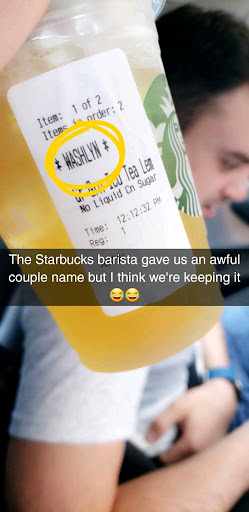 Item: 1 of 2
Items in order: 2
* WASHLYN *
Iced Tea Lem
No Liquid Cn Sugar
Time: 12:12:32 PM
Reg: 1
The Starbucks barista gave us an awful
couple name but I think we're keeping it
😂😂